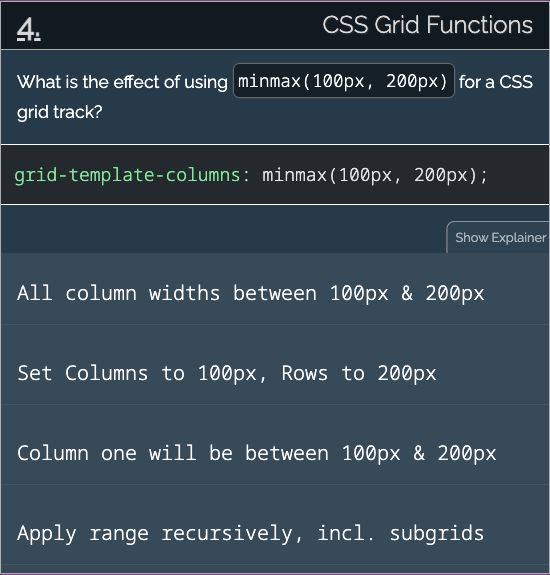 4.
CSS Grid Functions
What is the effect of using minmax(100px, 200px) for a CSS
grid track?
grid-template-columns: minmax(100px, 200px);
Show Explainer
All column widths between 100px & 200px
Set Columns to 100px, Rows to 200px
Column one will be between 100px & 200px
Apply range recursively, incl. subgrids